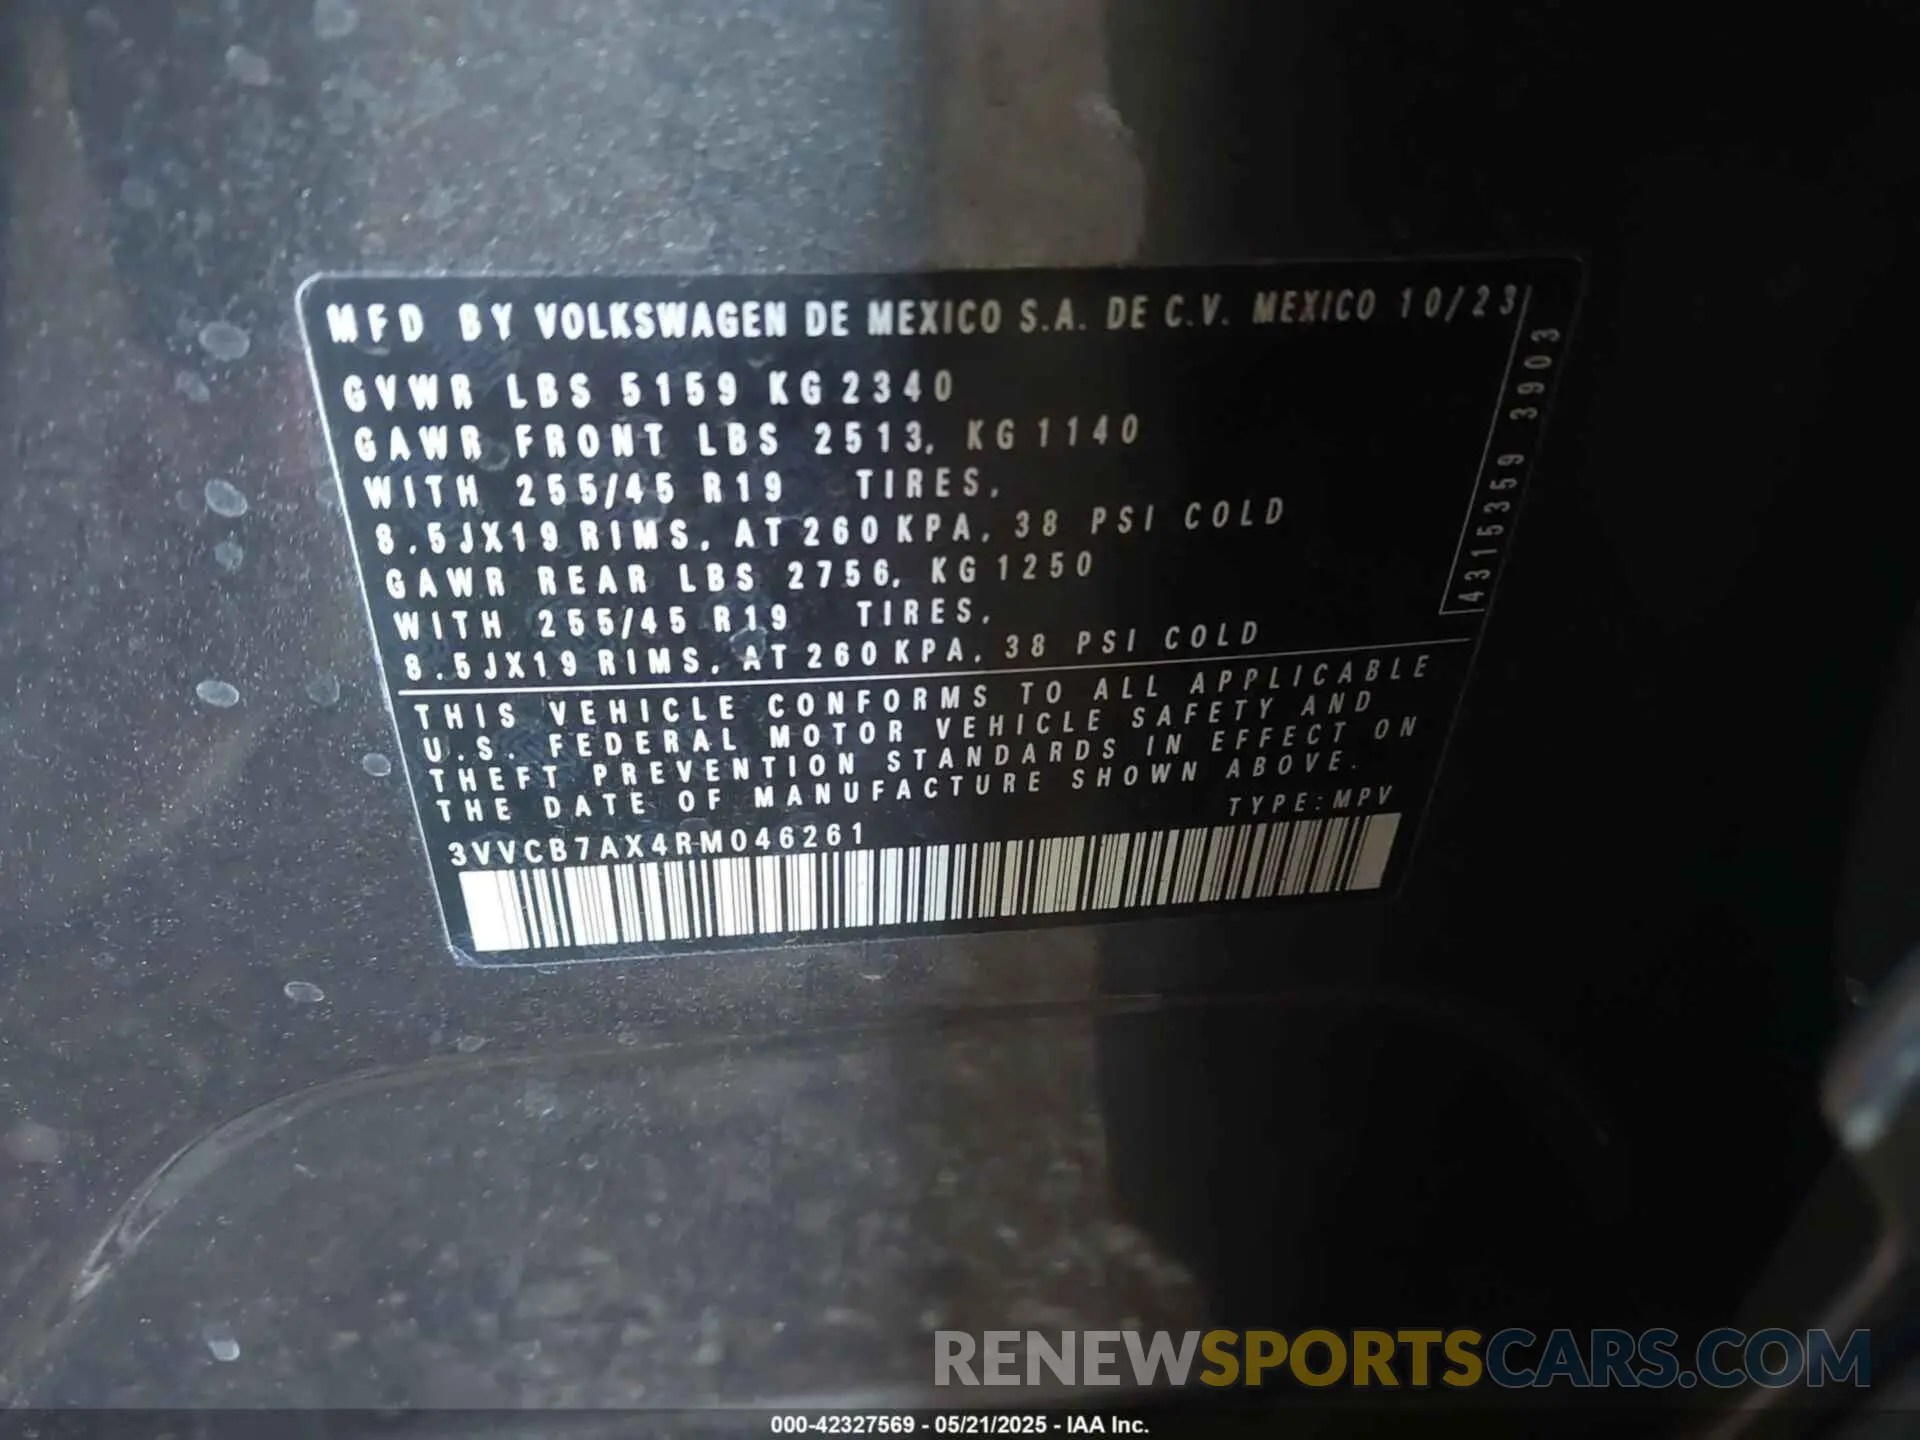 MFD BY VOLKSWAGEN DE MEXICO S.A. DE C.V. MEXICO 10/23
GVWR LBS 5159 KG 2340
GAWR FRONT LBS 2513, KG 1140
WITH 255/45 R19 TIRES,
8.5JX19 RIMS, AT 260 KPA, 38 PSI COLD
GAWR REAR LBS 2756, KG 1250
WITH 255/45 R19 TIRES,
8.5JX19 RIMS, AT 260 KPA, 38 PSI COLD
4315359 3903
THIS VEHICLE CONFORMS TO ALL APPLICABLE
U.S. FEDERAL MOTOR VEHICLE SAFETY AND
THEFT PREVENTION STANDARDS IN EFFECT ON
THE DATE OF MANUFACTURE SHOWN ABOVE.
TYPE:MPV
3VVCB7AX4RM046261
RENEWSPORTSCARS.COM
000-42327569 - 05/21/2025 - IAA Inc.